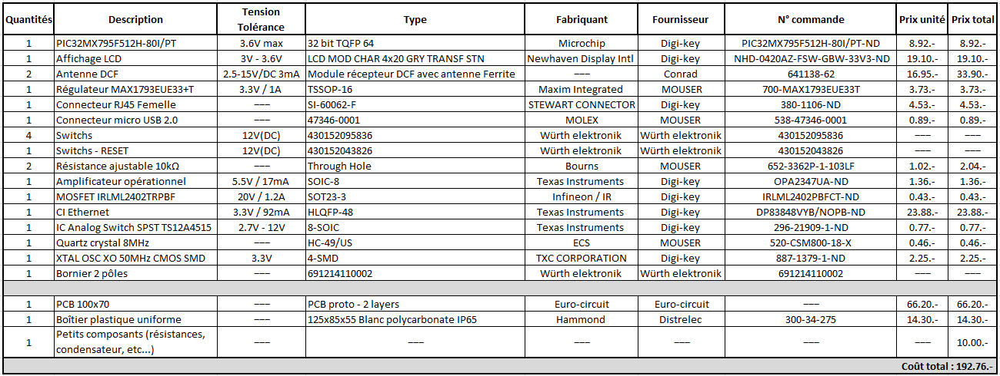 Quantités Description Tension Tolérance Type Fabriquant Fournisseur N° commande Prix unité Prix total
1 PIC32MX795F512H-80I/PT 3.6V max 32 bit TQFP 64 Microchip Digi-key PIC32MX795F512H-80I/PT-ND 8.92.- 8.92.-
1 Affichage LCD 3V - 3.6V LCD MOD CHAR 4x20 GRY TRANSF STN Newhaven Display Intl Digi-key NHD-0420AZ-FSW-GBW-33V3-ND 19.10.- 19.10.-
2 Antenne DCF 2.5-15V/DC 3mA Module récepteur DCF avec antenne Ferrite --- Conrad 641138-62 16.95.- 33.90.-
1 Régulateur MAX1793EUE33+T 3.3V / 1A TSSOP-16 Maxim Integrated MOUSER 700-MAX1793EUE33T 3.73.- 3.73.-
1 Connecteur RJ45 Femelle --- SI-60062-F STEWART CONNECTOR Digi-key 380-1106-ND 4.53.- 4.53.-
1 Connecteur micro USB 2.0 --- 47346-0001 MOLEX MOUSER 538-47346-0001 0.89.- 0.89.-
4 Switchs 12V(DC) 430152095836 Würth elektronik Würth elektronik 430152095836 --- ---
1 Switchs - RESET 12V(DC) 430152043826 Würth elektronik Würth elektronik 430152043826 --- ---
2 Résistance ajustable 10kΩ --- Through Hole Bourns MOUSER 652-3362P-1-103LF 1.02.- 2.04.-
1 Amplificateur opérationnel 5.5V / 17mA SOIC-8 Texas Instruments Digi-key OPA2347UA-ND 1.36.- 1.36.-
1 MOSFET IRLML2402TRPBF 20V / 1.2A SOT23-3 Infineon / IR Digi-key IRLML2402PBFCT-ND 0.43.- 0.43.-
1 CI Ethernet 3.3V / 92mA HLQFP-48 Texas Instruments Digi-key DP83848VYB/NOPB-ND 23.88.- 23.88.-
1 IC Analog Switch SPST TS12A4515 2.7V - 12V 8-SOIC Texas Instruments Digi-key 296-21909-1-ND 0.77.- 0.77.-
1 Quartz crystal 8MHz --- HC-49/US ECS MOUSER 520-CSM800-18-X 0.46.- 0.46.-
1 XTAL OSC XO 50MHz CMOS SMD 3.3V 4-SMD TXC CORPORATION Digi-key 887-1379-1-ND 2.25.- 2.25.-
1 Bornier 2 pôles --- 691214110002 Würth elektronik Würth elektronik 691214110002 --- ---
1 PCB 100x70 --- PCB proto - 2 layers Euro-circuit Euro-circuit --- 66.20.- 66.20.-
1 Boîtier plastique uniforme --- 125x85x55 Blanc polycarbonate IP65 Hammond Distrelec 300-34-275 14.30.- 14.30.-
1 Petits composants (résistances, condensateur, etc...) --- --- --- --- --- --- 10.00.-
Coût total : 192.76.-